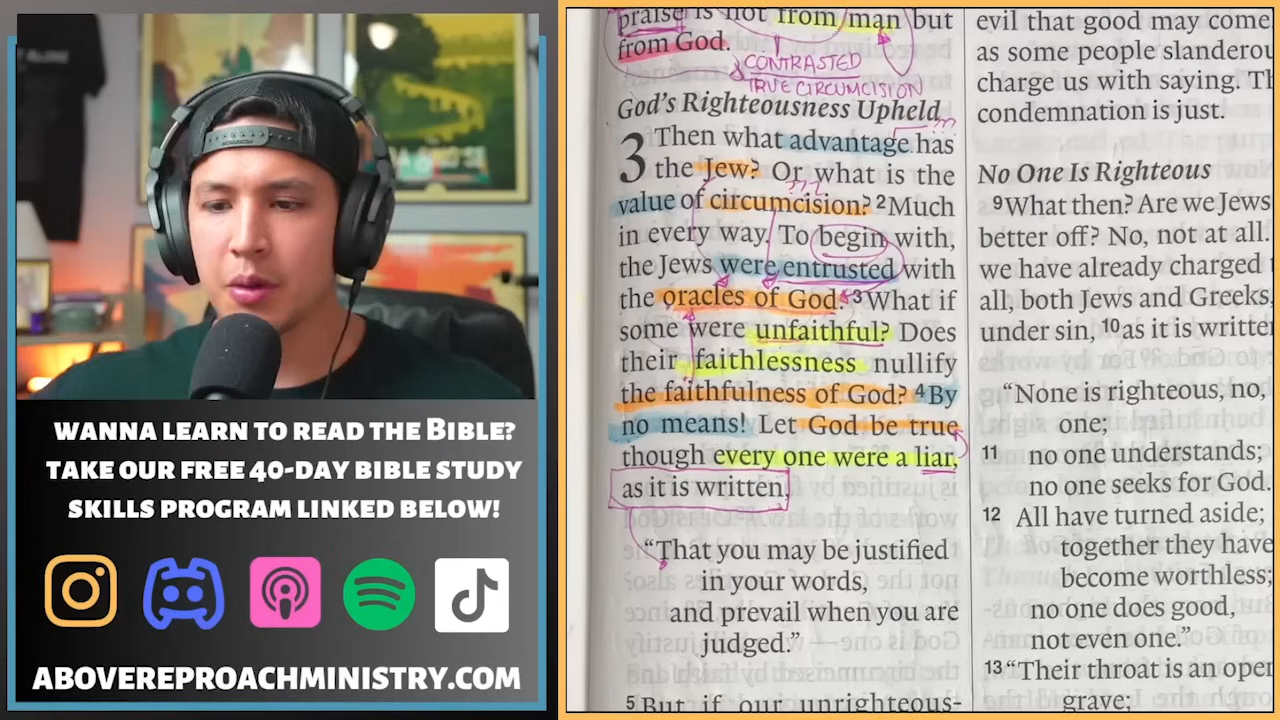 WANNA LEARN TO READ THE BIBLE?
TAKE OUR FREE 40-DAY BIBLE STUDY
SKILLS PROGRAM LINKED BELOW!
ABOVEREPROACHMINISTRY.COM
praise is not from man but
from God.
CONTRASTED
TRUE CIRCUMCISION
God's Righteousness Upheld
???
3 Then what advantage has
the Jew? Or what is the
???
value of circumcision? 2 Much
in every way. To begin with,
the Jews were entrusted with
the oracles of God. 3 What if
some were unfaithful? Does
their faithlessness nullify
the faithfulness of God? 4 By
no means! Let God be true
though every one were a liar,
as it is written,
“That you may be justified
in your words,
and prevail when you are
judged.”
5 But if our unrighteous-
evil that good may come
as some people slanderou
charge us with saying. Th
condemnation is just.
No One Is Righteous
9 What then? Are we Jews
better off? No, not at all.
we have already charged
all, both Jews and Greeks,
under sin, 10 as it is writte
“None is righteous, no,
one;
11 no one understands;
no one seeks for God.
12 All have turned aside;
together they have
become worthless;
no one does good,
not even one.”
13 “Their throat is an open
grave;